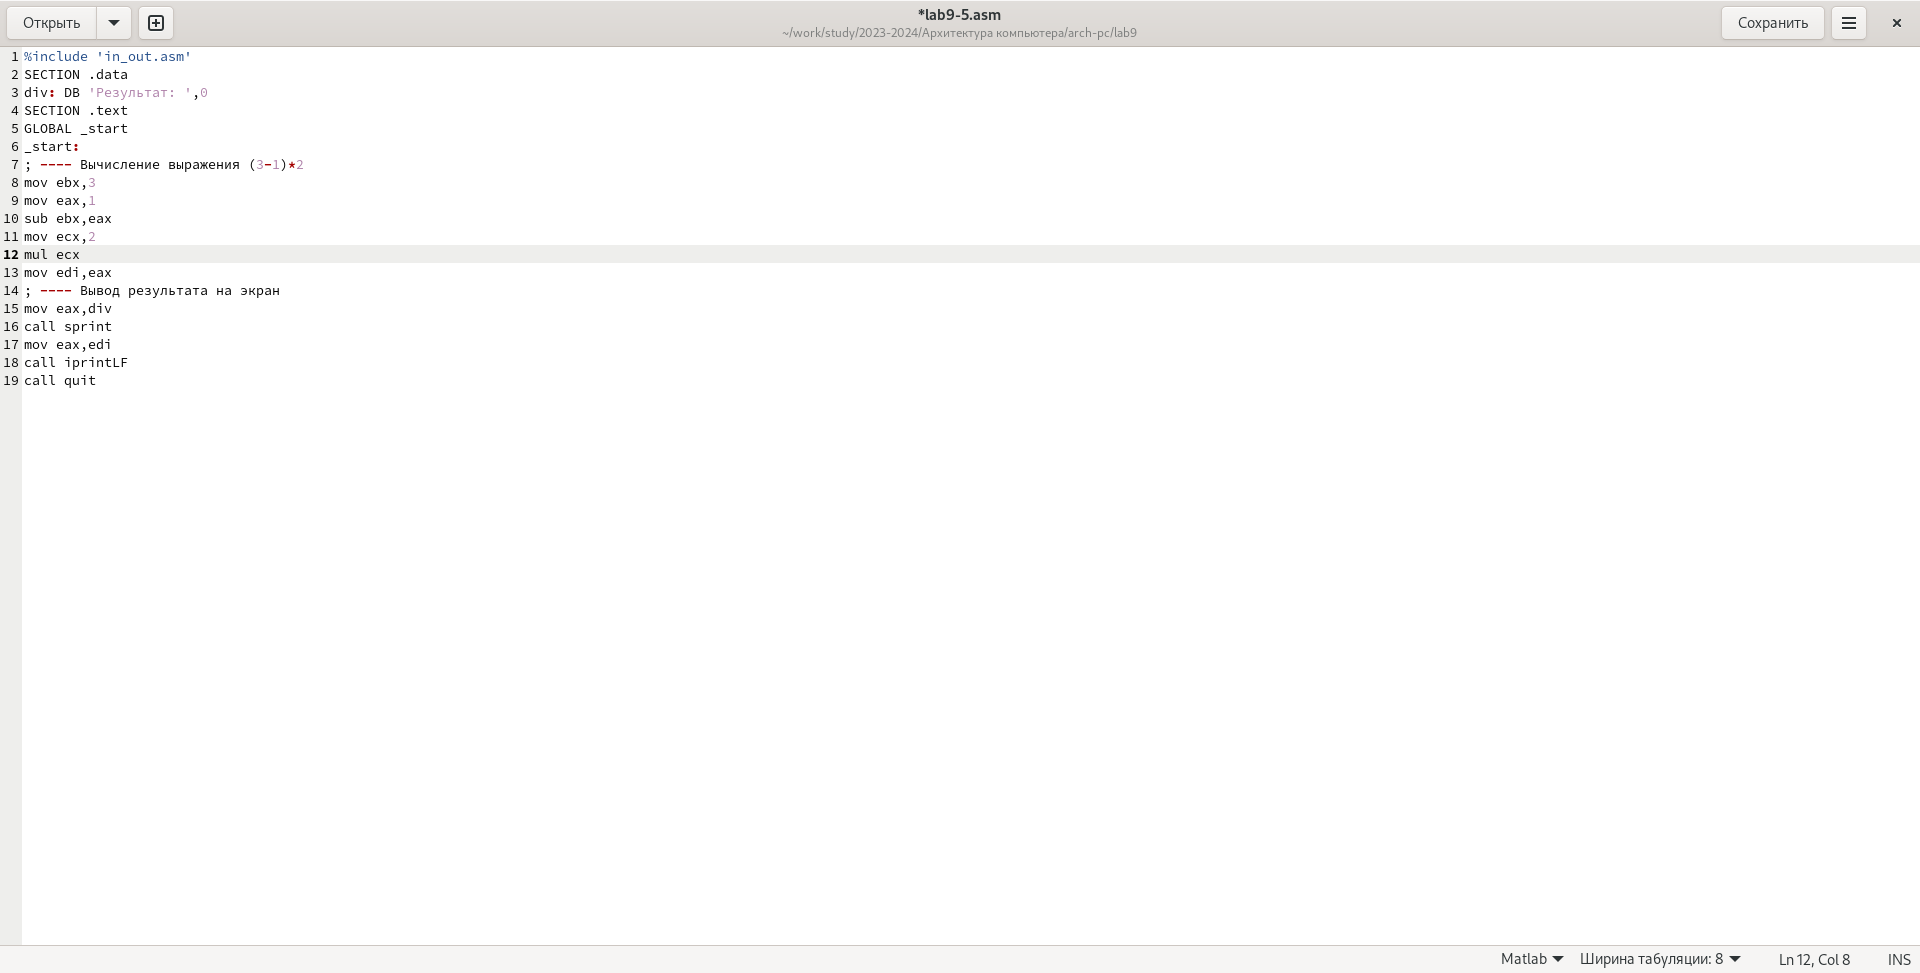 Открыть
*lab9-5.asm
~/work/study/2023-2024/Архитектура компьютера/arch-pc/lab9
Сохранить
1 %include 'in_out.asm'
2 SECTION .data
3 div: DB 'Результат: ',0
4 SECTION .text
5 GLOBAL _start
6 _start:
7 ; ---- Вычисление выражения (3-1)*2
8 mov ebx,3
9 mov eax,1
10 sub ebx,eax
11 mov ecx,2
12 mul ecx
13 mov edi,eax
14 ; ---- Вывод результата на экран
15 mov eax,div
16 call sprint
17 mov eax,edi
18 call iprintLF
19 call quit
Matlab Ширина табуляции: 8 Ln 12, Col 8 INS